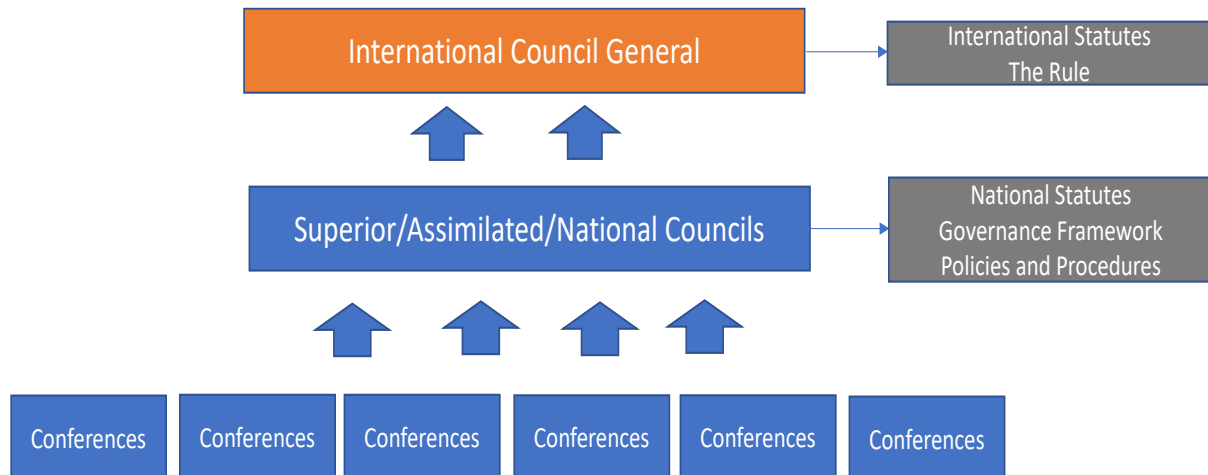 International Council General
International Statutes
The Rule
Superior/Assimilated/National Councils
National Statutes
Governance Framework
Policies and Procedures
Conferences
Conferences
Conferences
Conferences
Conferences
Conferences